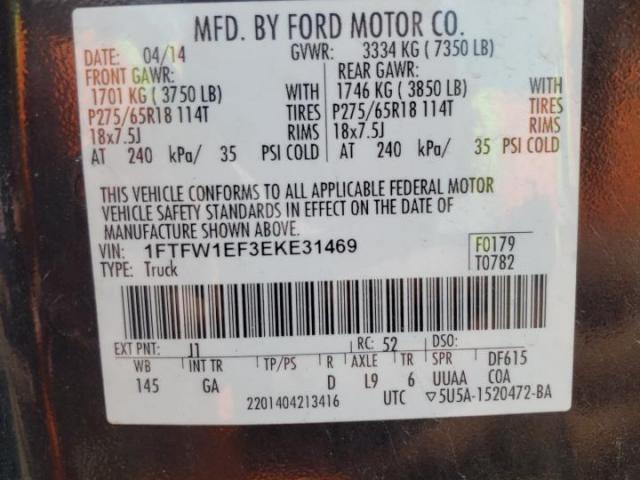 MFD. BY FORD MOTOR CO.
DATE: 04/14 GVWR: 3334 KG ( 7350 LB)
FRONT GAWR: REAR GAWR:
1701 KG ( 3750 LB) WITH 1746 KG ( 3850 LB) WITH
P275/65R18 114T TIRES P275/65R18 114T TIRES
18x7.5J RIMS 18x7.5J RIMS
AT 240 kPa/ 35 PSI COLD AT 240 kPa/ 35 PSI COLD
THIS VEHICLE CONFORMS TO ALL APPLICABLE FEDERAL MOTOR
VEHICLE SAFETY STANDARDS IN EFFECT ON THE DATE OF
MANUFACTURE SHOWN ABOVE.
VIN: 1FTFW1EF3EKE31469 F0179
TYPE: Truck T0782
EXT PNT: J1 RC: 52 DSO:
WB INT TR TP/PS R AXLE TR SPR DF615
145 GA D L9 6 UUAA COA
2201404213416 UTC ▽5U5A-1520472-BA